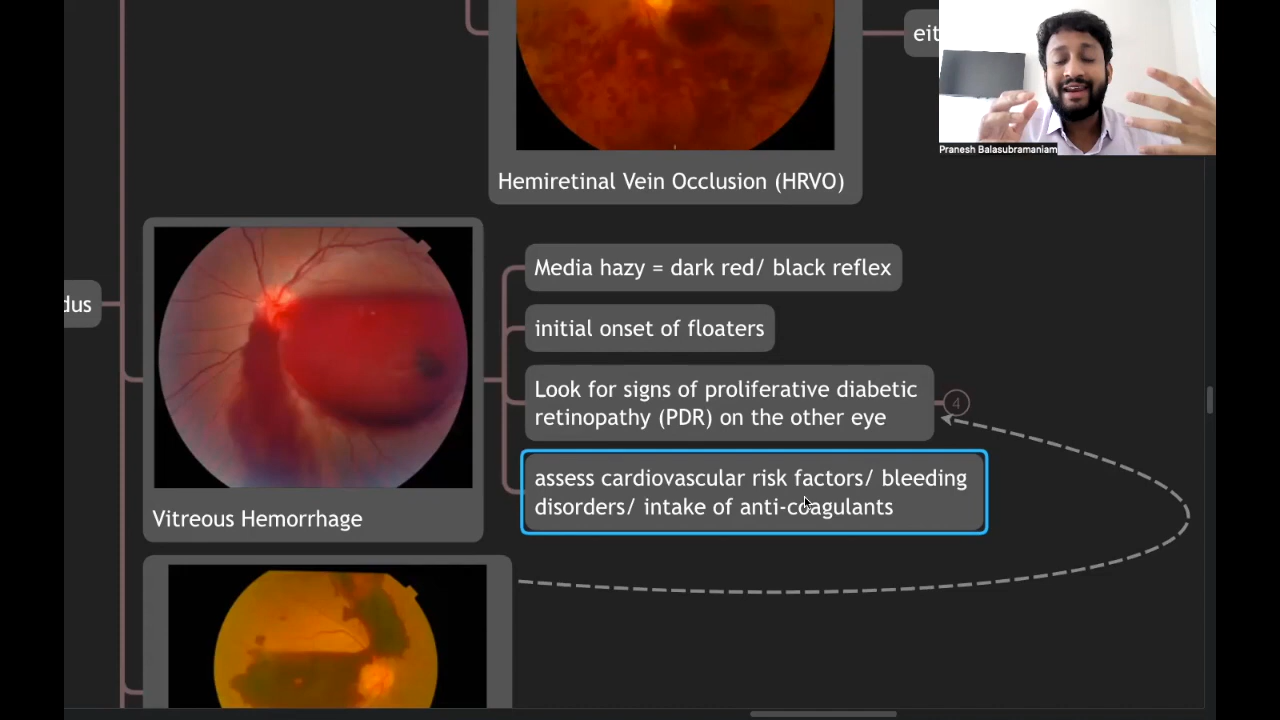 eit
Pranesh Balasubramaniam
Hemiretinal Vein Occlusion (HRVO)
Media hazy = dark red/ black reflex
dus
initial onset of floaters
Look for signs of proliferative diabetic
retinopathy (PDR) on the other eye
4
assess cardiovascular risk factors/ bleeding
disorders/ intake of anti-coagulants
Vitreous Hemorrhage